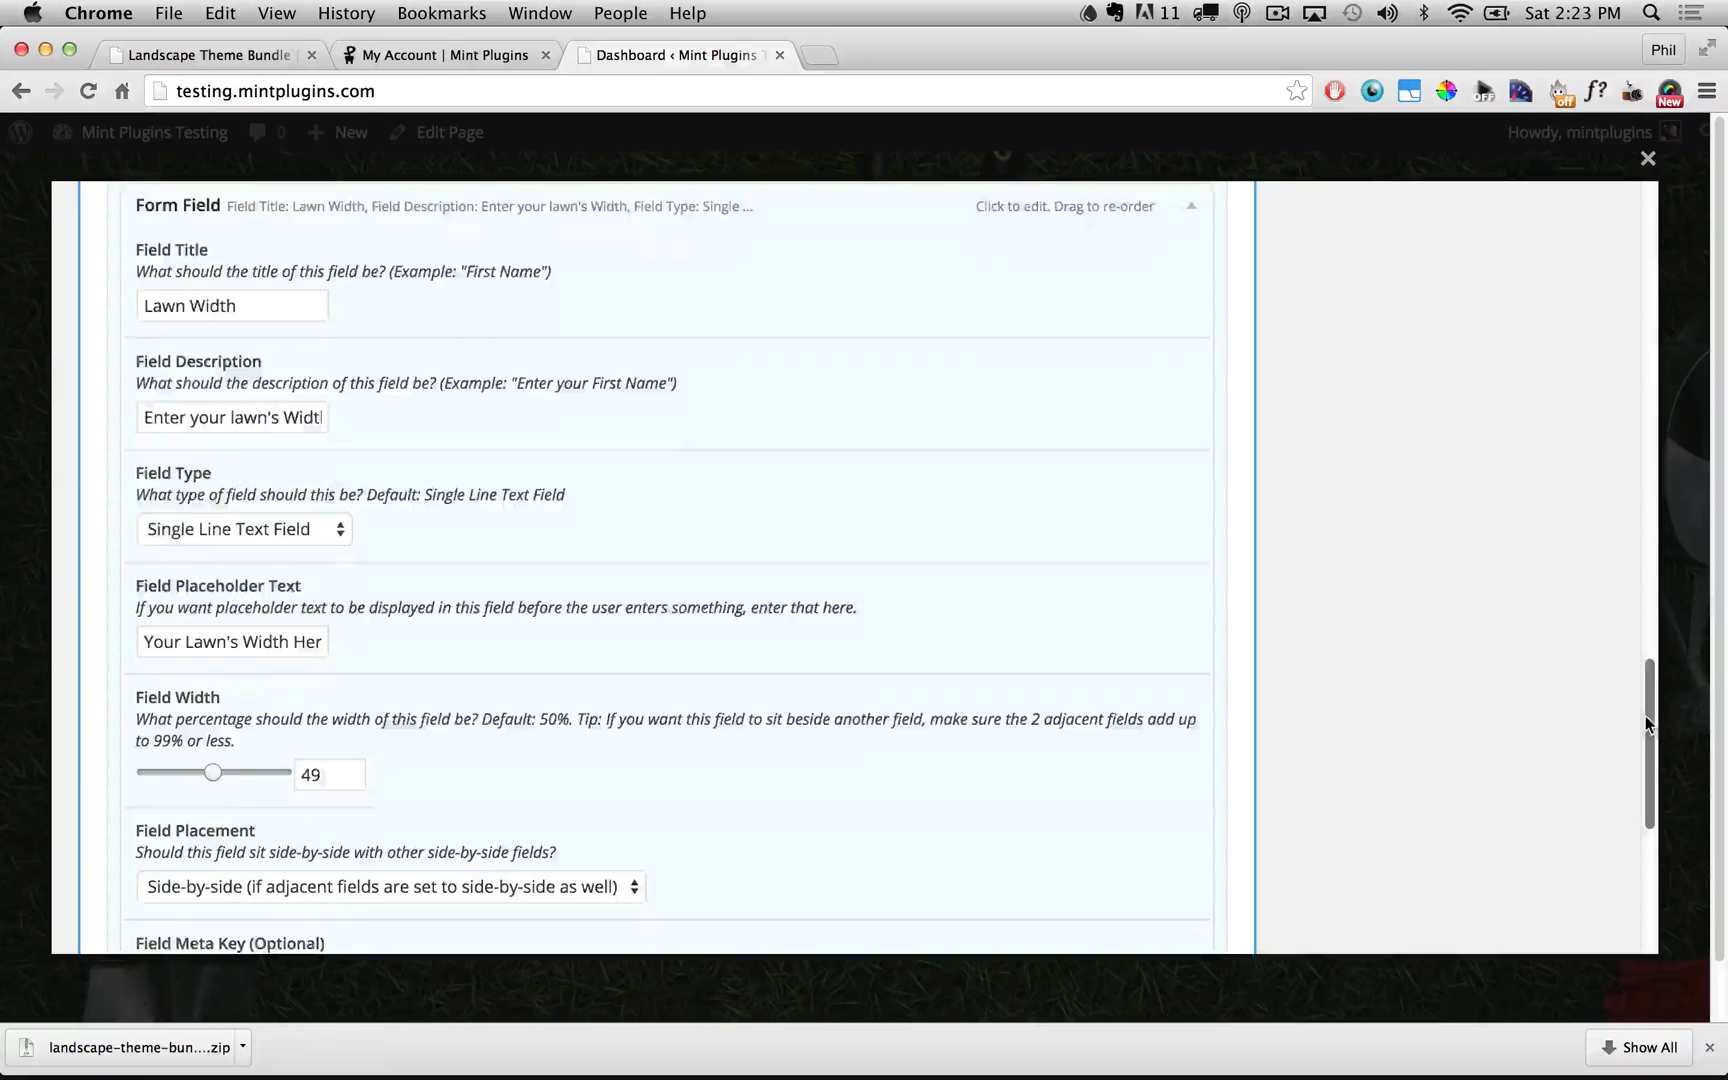 Chrome File Edit View History Bookmarks Window People Help 11 Sat 2:23 PM
Landscape Theme Bundle My Account | Mint Plugins Dashboard ‹ Mint Plugins Phil
testing.mintplugins.com off OFF f? New
Mint Plugins Testing 0 New Edit Page Howdy, mintplugins
Form Field Field Title: Lawn Width, Field Description: Enter your lawn's Width, Field Type: Single ... Click to edit. Drag to re-order
Field Title
What should the title of this field be? (Example: "First Name")
Lawn Width
Field Description
What should the description of this field be? (Example: "Enter your First Name")
Enter your lawn's Widt
Field Type
What type of field should this be? Default: Single Line Text Field
Single Line Text Field
Field Placeholder Text
If you want placeholder text to be displayed in this field before the user enters something, enter that here.
Your Lawn's Width Her
Field Width
What percentage should the width of this field be? Default: 50%. Tip: If you want this field to sit beside another field, make sure the 2 adjacent fields add up
to 99% or less.
49
Field Placement
Should this field sit side-by-side with other side-by-side fields?
Side-by-side (if adjacent fields are set to side-by-side as well)
Field Meta Key (Optional)
landscape-theme-bun....zip Show All